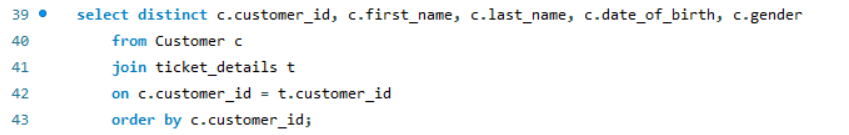 39 select distinct c.customer_id, c.first_name, c.last_name, c.date_of_birth, c.gender
40 from Customer c
41 join ticket_details t
42 on c.customer_id = t.customer_id
43 order by c.customer_id;